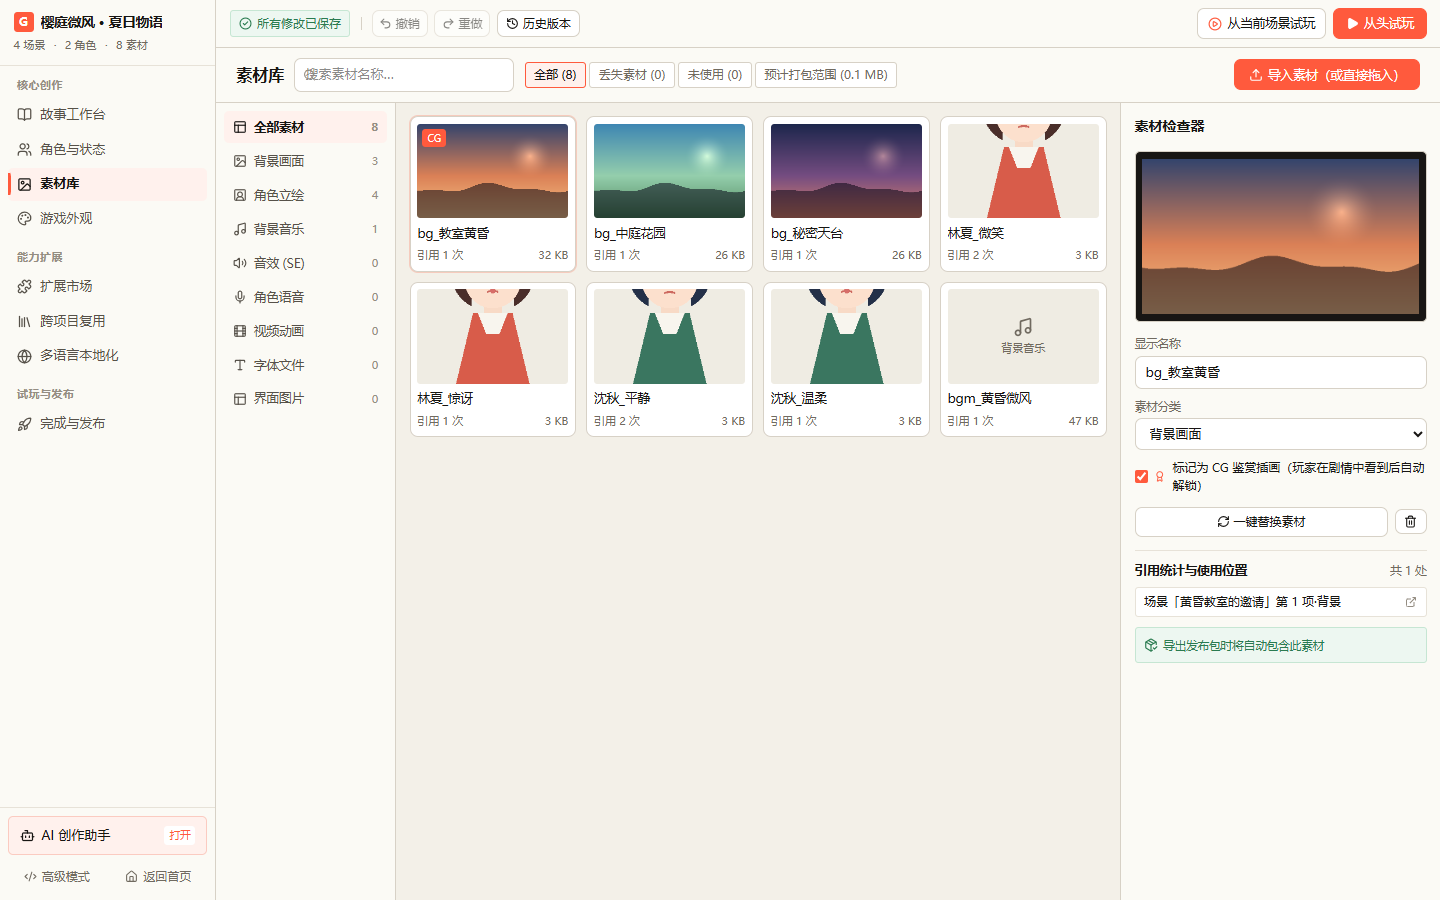 G 樱庭微风 • 夏日物语
4 场景 · 2 角色 · 8 素材
核心创作
故事工作台
角色与状态
素材库
游戏外观
能力扩展
扩展市场
跨项目复用
多语言本地化
试玩与发布
完成与发布
AI 创作助手 打开
高级模式 返回首页
所有修改已保存 撤销 重做 历史版本 从当前场景试玩 从头试玩
素材库 搜索素材名称... 全部 (8) 丢失素材 (0) 未使用 (0) 预计打包范围 (0.1 MB) 导入素材（或直接拖入）
全部素材 8
背景画面 3
角色立绘 4
背景音乐 1
音效 (SE) 0
角色语音 0
视频动画 0
字体文件 0
界面图片 0
CG
bg_教室黄昏
引用 1 次 32 KB
bg_中庭花园
引用 1 次 26 KB
bg_秘密天台
引用 1 次 26 KB
林夏_微笑
引用 2 次 3 KB
林夏_惊讶
引用 1 次 3 KB
沈秋_平静
引用 2 次 3 KB
沈秋_温柔
引用 1 次 3 KB
背景音乐
bgm_黄昏微风
引用 1 次 47 KB
素材检查器
显示名称
bg_教室黄昏
素材分类
背景画面
标记为 CG 鉴赏插画（玩家在剧情中看到后自动
解锁）
一键替换素材
引用统计与使用位置 共 1 处
场景「黄昏教室的邀请」第 1 项·背景
导出发布包时将自动包含此素材